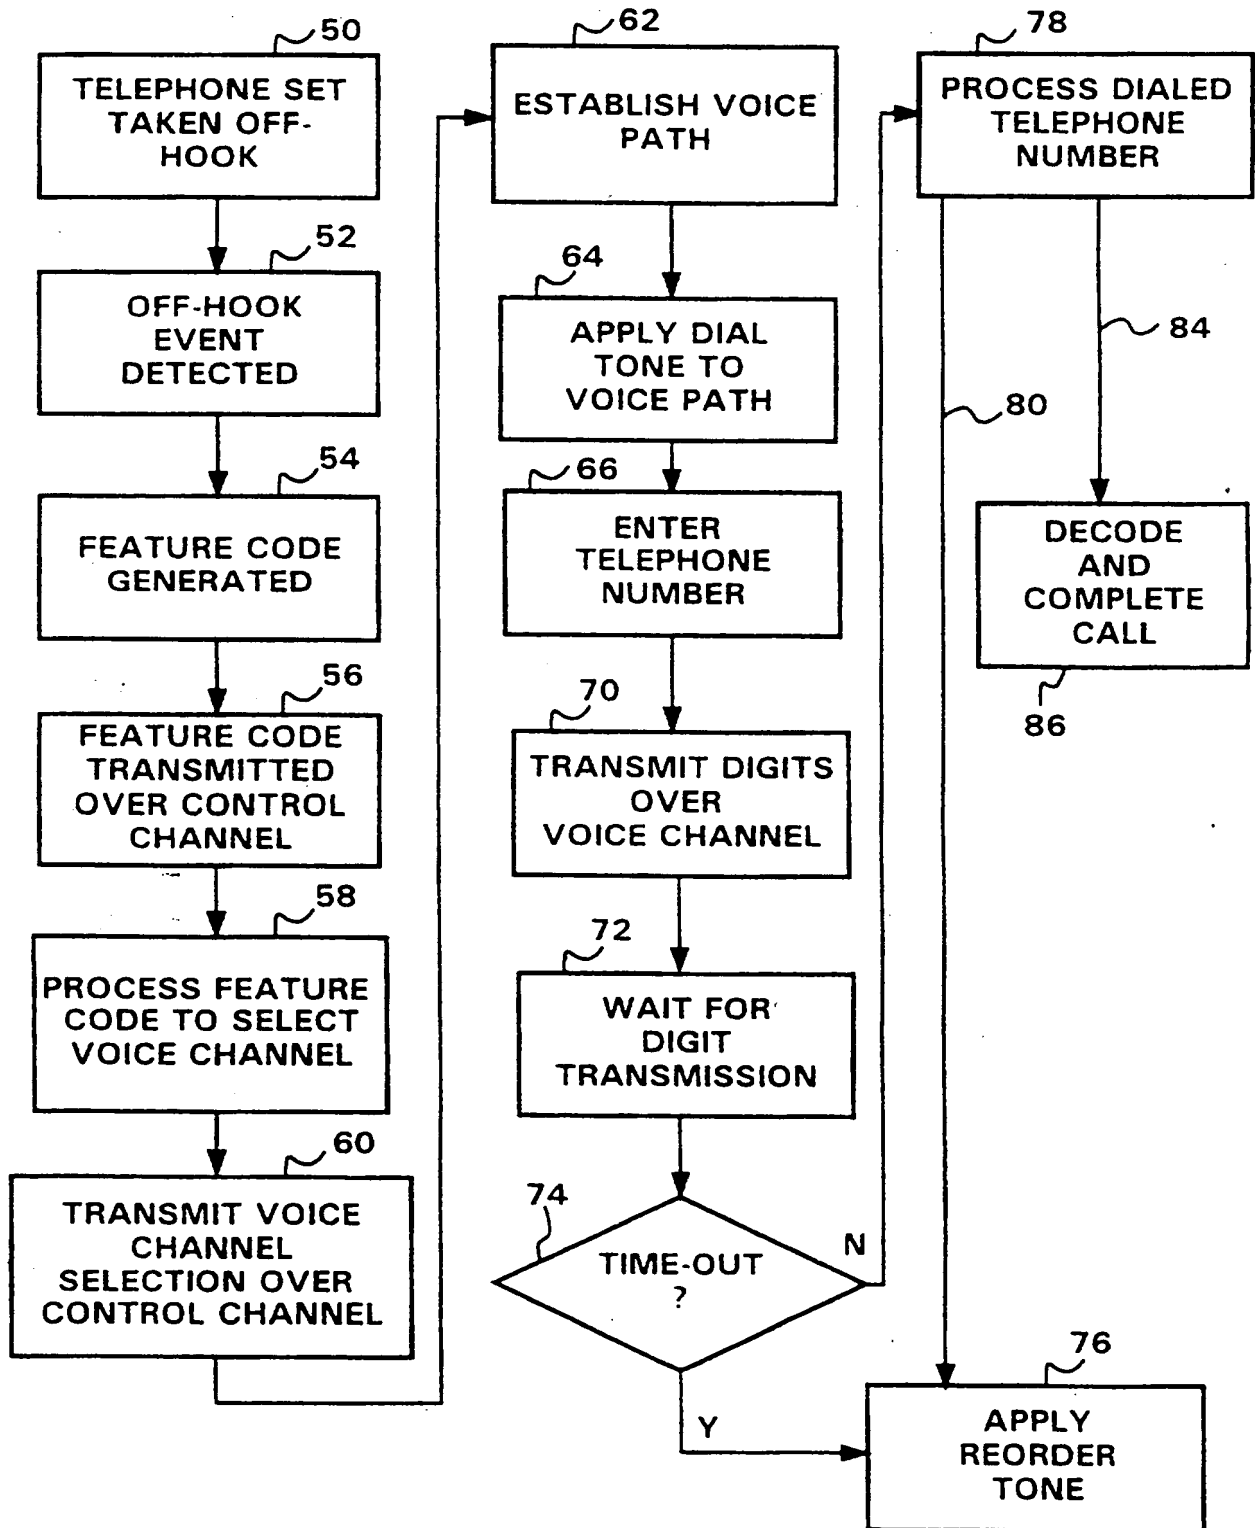 50
TELEPHONE SET
TAKEN OFF-
HOOK
52
OFF-HOOK
EVENT
DETECTED
54
FEATURE CODE
GENERATED
56
FEATURE CODE
TRANSMITTED
OVER CONTROL
CHANNEL
58
PROCESS FEATURE
CODE TO SELECT
VOICE CHANNEL
60
TRANSMIT VOICE
CHANNEL
SELECTION OVER
CONTROL CHANNEL
62
ESTABLISH VOICE
PATH
64
APPLY DIAL
TONE TO
VOICE PATH
66
ENTER
TELEPHONE
NUMBER
70
TRANSMIT DIGITS
OVER
VOICE CHANNEL
72
WAIT FOR
DIGIT
TRANSMISSION
74
TIME-OUT
?
N
Y
78
PROCESS DIALED
TELEPHONE
NUMBER
84
80
DECODE
AND
COMPLETE
CALL
86
76
APPLY
REORDER
TONE